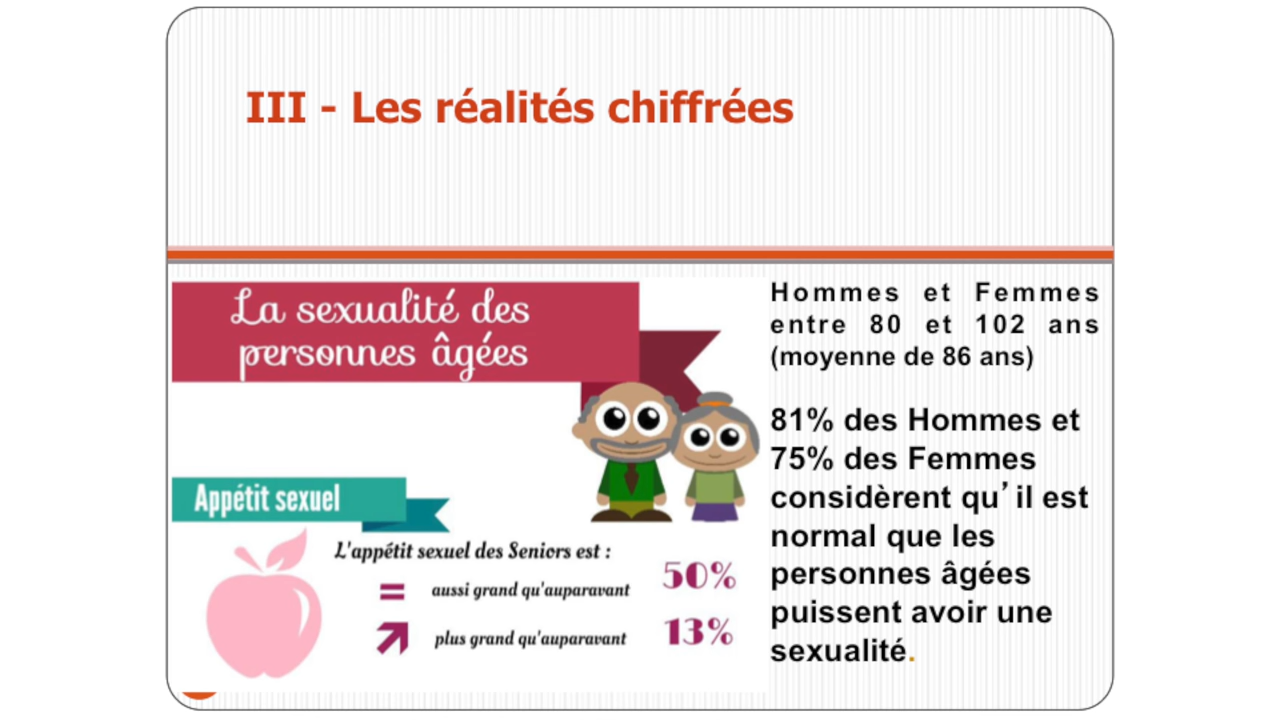 III - Les réalités chiffrées
La sexualité des
personnes âgées
Appétit sexuel
L'appétit sexuel des Seniors est :
= aussi grand qu'auparavant 50%
plus grand qu'auparavant 13%
Hommes et Femmes
entre 80 et 102 ans
(moyenne de 86 ans)
81% des Hommes et
75% des Femmes
considèrent qu’il est
normal que les
personnes âgées
puissent avoir une
sexualité.